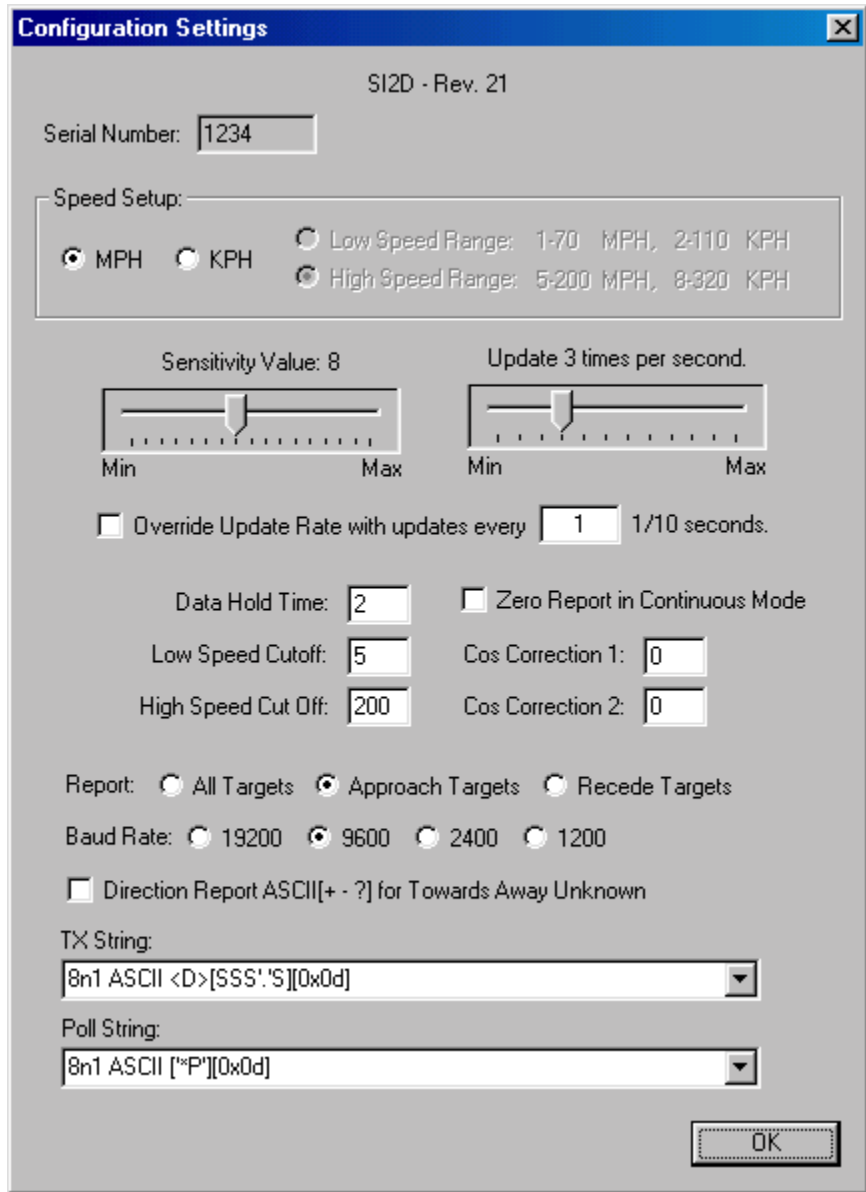 Configuration Settings
SI2D - Rev. 21
Serial Number: 1234
Speed Setup:
MPH KPH
Low Speed Range: 1-70 MPH, 2-110 KPH
High Speed Range: 5-200 MPH, 8-320 KPH
Sensitivity Value: 8
Update 3 times per second.
Min Max
Min Max
Override Update Rate with updates every 1 1/10 seconds.
Data Hold Time: 2
Zero Report in Continuous Mode
Low Speed Cutoff: 5
Cos Correction 1: 0
High Speed Cut Off: 200
Cos Correction 2: 0
Report: All Targets Approach Targets Recede Targets
Baud Rate: 19200 9600 2400 1200
Direction Report ASCII[+ - ?] for Towards Away Unknown
TX String:
8n1 ASCII <D>[SSS'.'S][0x0d]
Poll String:
8n1 ASCII ['*P'][0x0d]
OK